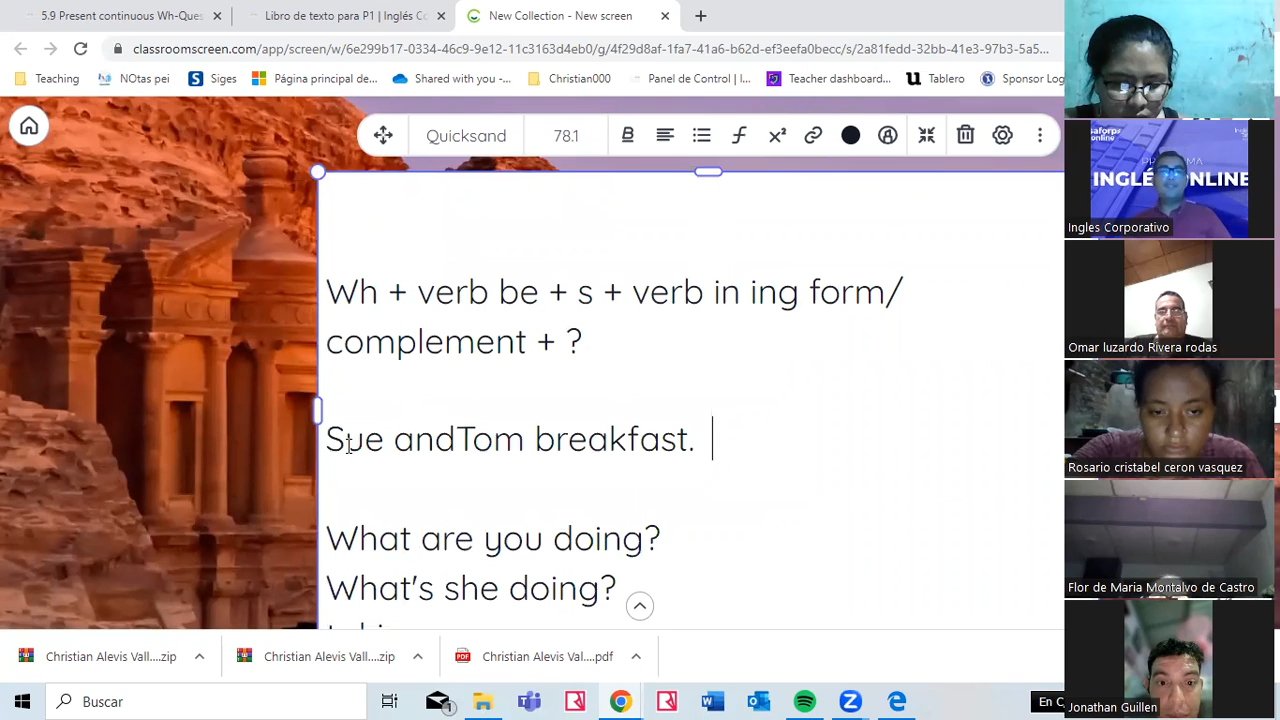 5.9 Present continuous Wh-Ques
Libro de texto para P1 | Inglés Co
New Collection - New screen
classroomscreen.com/app/screen/w/6e299b17-0334-46c9-9e12-11c3163d4eb0/g/4f29d8af-1fa7-41a6-b62d-ef3eefa0becc/s/2a81fedd-32bb-41e3-97b3-5a5...
Teaching
NOtas pei
Siges
Página principal de...
Shared with you -...
Christian000
Panel de Control | I...
Teacher dashboard...
Tablero
Sponsor Log
Quicksand
78.1
INGLÉS ONLINE
Ingles Corporativo
Wh + verb be + s + verb in ing form/
complement + ?
Omar luzardo Rivera rodas
Sue andTom breakfast.
Rosario cristabel ceron vasquez
What are you doing?
What's she doing?
Flor de Maria Montalvo de Castro
Christian Alevis Vall....zip
Christian Alevis Vall....zip
Christian Alevis Val....pdf
Buscar
En C
Jonathan Guillen